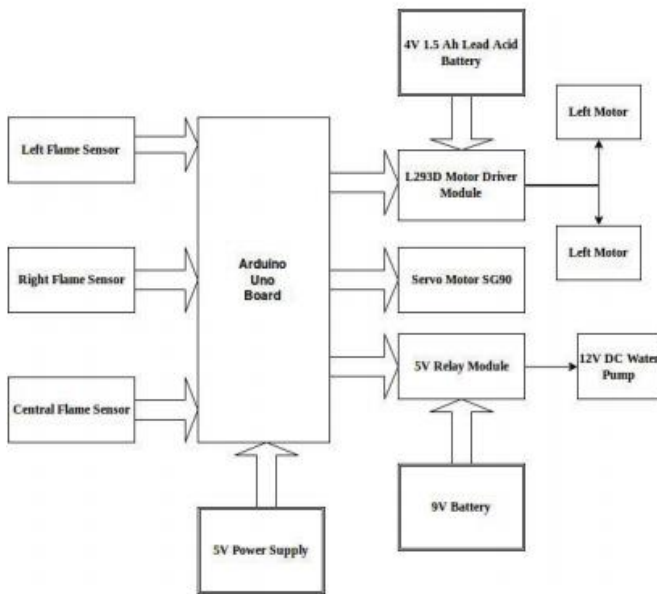 4V 1.5 Ah Lead Acid
Battery
Left Flame Sensor
Right Flame Sensor
Central Flame Sensor
Arduino
Uno
Board
5V Power Supply
L293D Motor Driver
Module
Servo Motor SG90
5V Relay Module
9V Battery
Left Motor
Left Motor
12V DC Water
Pump